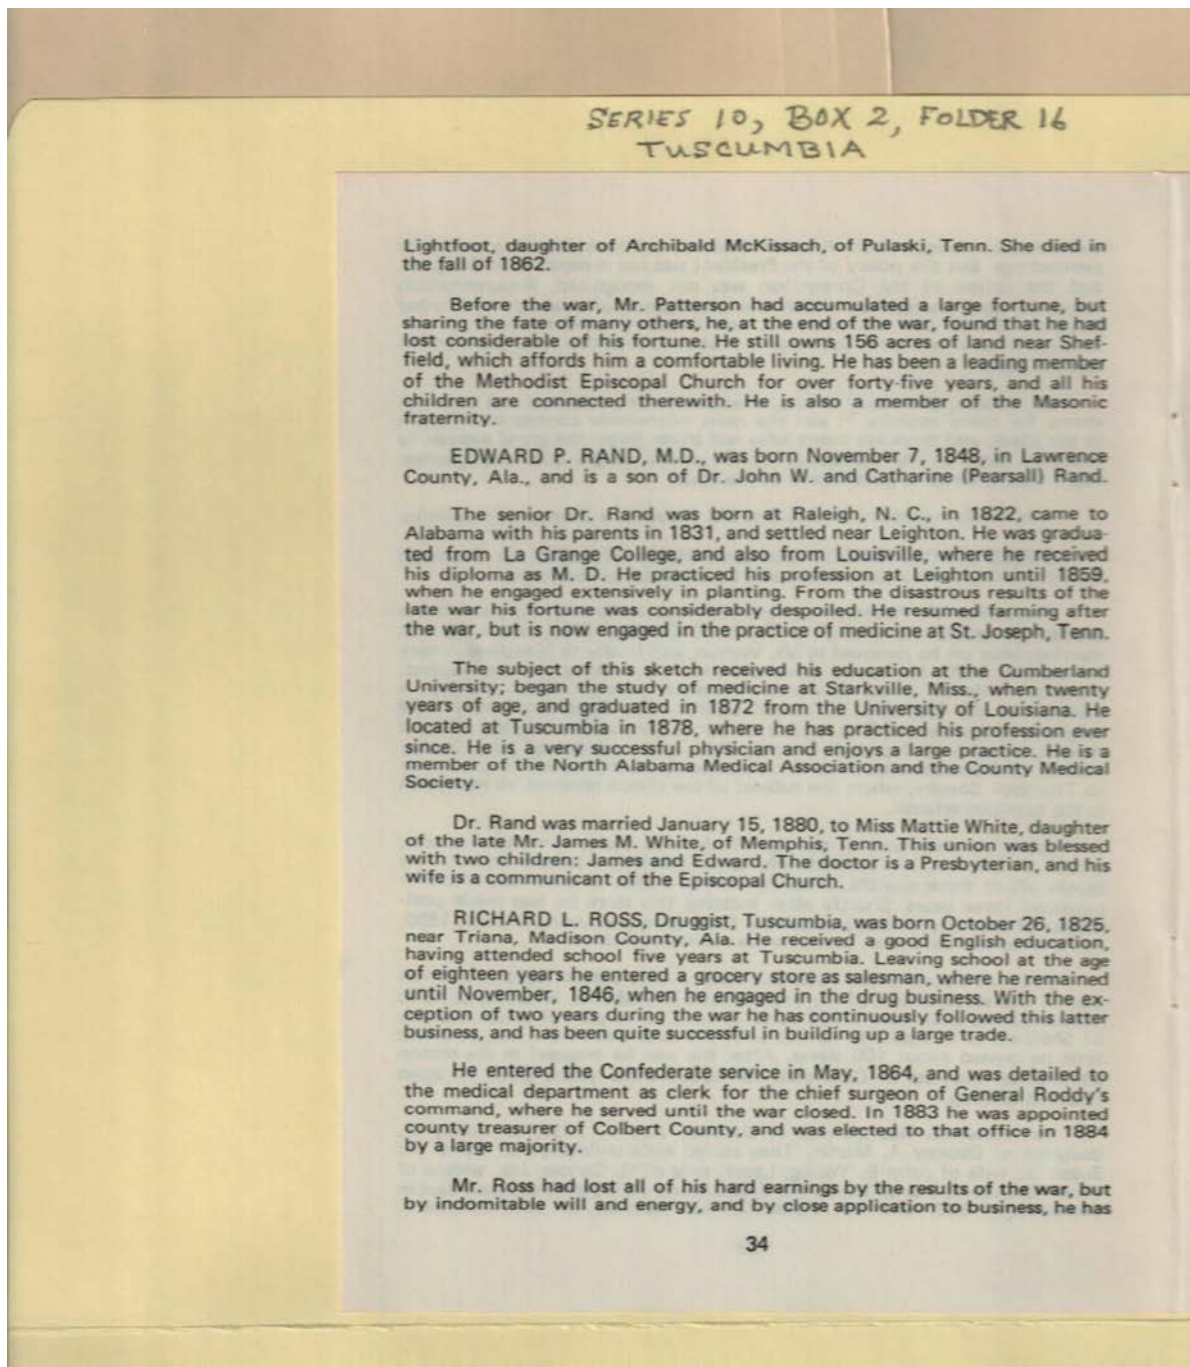 SERIES 10, BOX 2, FOLDER 16
TUSCUMBIA
Lightfoot, daughter of Archibald McKissach, of Pulaski, Tenn. She died in
the fall of 1862.
Before the war, Mr. Patterson had accumulated a large fortune, but
sharing the fate of many others, he, at the end of the war, found that he had
lost considerable of his fortune. He still owns 156 acres of land near Shef-
field, which affords him a comfortable living. He has been a leading member
of the Methodist Episcopal Church for over forty-five years, and all his
children are connected therewith. He is also a member of the Masonic
fraternity.
EDWARD P. RAND, M.D., was born November 7, 1848, in Lawrence
County, Ala., and is a son of Dr. John W. and Catharine (Pearsall) Rand.
The senior Dr. Rand was born at Raleigh, N. C., in 1822, came to
Alabama with his parents in 1831, and settled near Leighton. He was gradua-
ted from La Grange College, and also from Louisville, where he received
his diploma as M. D. He practiced his profession at Leighton until 1859,
when he engaged extensively in planting. From the disastrous results of the
late war his fortune was considerably despoiled. He resumed farming after
the war, but is now engaged in the practice of medicine at St. Joseph, Tenn.
The subject of this sketch received his education at the Cumberland
University; began the study of medicine at Starkville, Miss., when twenty
years of age, and graduated in 1872 from the University of Louisiana. He
located at Tuscumbia in 1878, where he has practiced his profession ever
since. He is a very successful physician and enjoys a large practice. He is a
member of the North Alabama Medical Association and the County Medical
Society.
Dr. Rand was married January 15, 1880, to Miss Mattie White, daughter
of the late Mr. James M. White, of Memphis, Tenn. This union was blessed
with two children: James and Edward. The doctor is a Presbyterian, and his
wife is a communicant of the Episcopal Church.
RICHARD L. ROSS, Druggist, Tuscumbia, was born October 26, 1825,
near Triana, Madison County, Ala. He received a good English education,
having attended school five years at Tuscumbia. Leaving school at the age
of eighteen years he entered a grocery store as salesman, where he remained
until November, 1846, when he engaged in the drug business. With the ex-
ception of two years during the war he has continuously followed this latter
business, and has been quite successful in building up a large trade.
He entered the Confederate service in May, 1864, and was detailed to
the medical department as clerk for the chief surgeon of General Roddy's
command, where he served until the war closed. In 1883 he was appointed
county treasurer of Colbert County, and was elected to that office in 1884
by a large majority.
Mr. Ross had lost all of his hard earnings by the results of the war, but
by indomitable will and energy, and by close application to business, he has
34